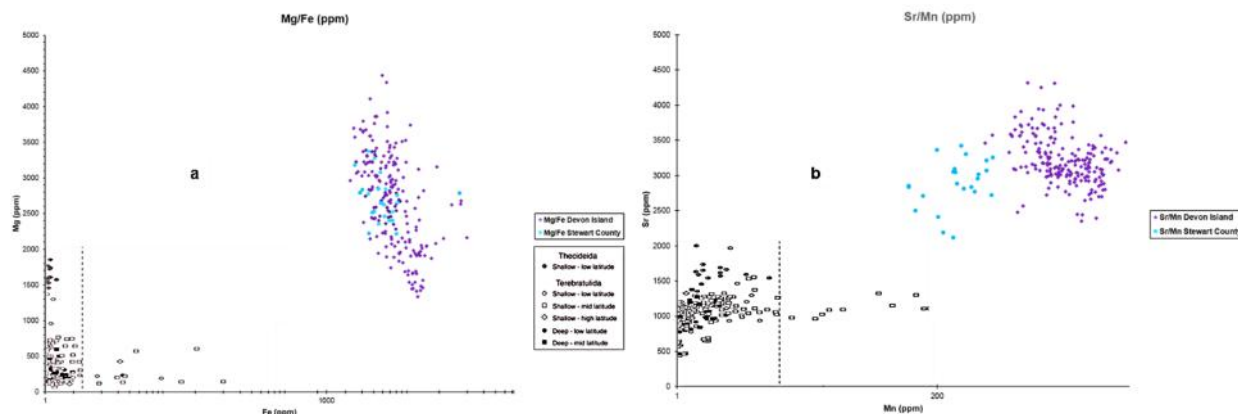 Mg/Fe (ppm)
5000
4500
4000
3500
3000
2500
2000
1500
1000
500
0
Mg (ppm)
a
1
1000
Fe (ppm)
Mg/Fe Devon Island
Mg/Fe Stewart County
Thecideida
Shallow - low latitude
Terebratulida
Shallow - low latitude
Shallow - mid latitude
Shallow - high latitude
Deep - low latitude
Deep - mid latitude
Sr/Mn (ppm)
5000
4500
4000
3500
3000
2500
2000
1500
1000
500
0
Sr (ppm)
b
1
200
Mn (ppm)
Sr/Mn Devon Island
Sr/Mn Stewart County